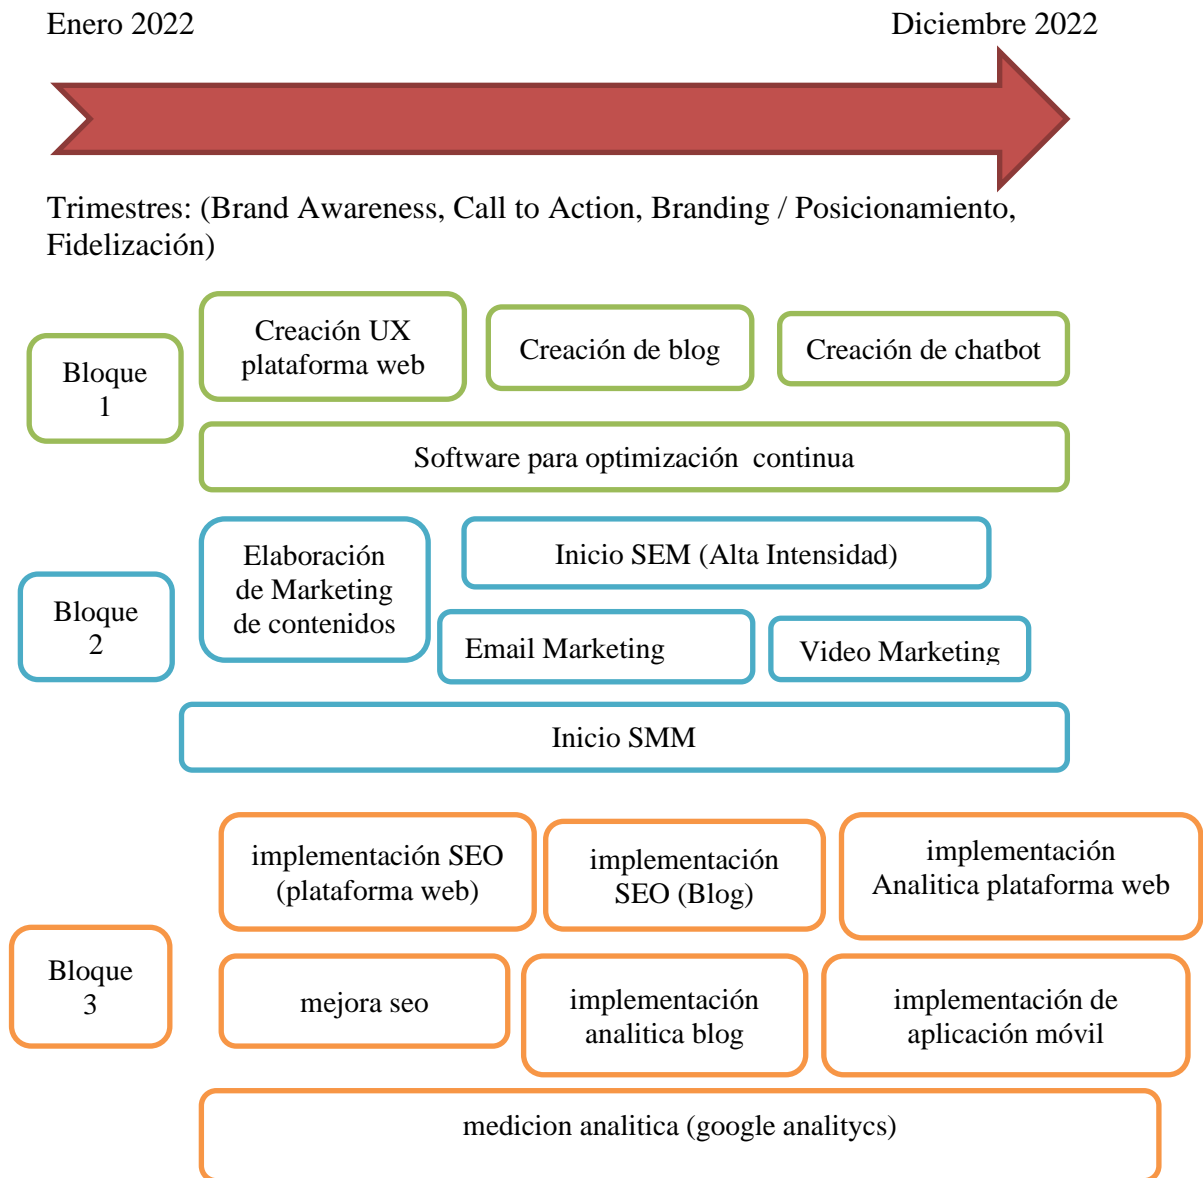 Enero 2022
Diciembre 2022
Trimestres: (Brand Awareness, Call to Action, Branding / Posicionamiento,
Fidelización)
Bloque
1
Creación UX
plataforma web
Creación de blog
Creación de chatbot
Software para optimización  continua
Bloque
2
Elaboración
de Marketing
de contenidos
Inicio SEM (Alta Intensidad)
Email Marketing
Video Marketing
Inicio SMM
Bloque
3
implementación SEO
(plataforma web)
implementación
SEO (Blog)
implementación
Analitica plataforma web
mejora seo
implementación
analitica blog
implementación de
aplicación móvil
medicion analitica (google analitycs)